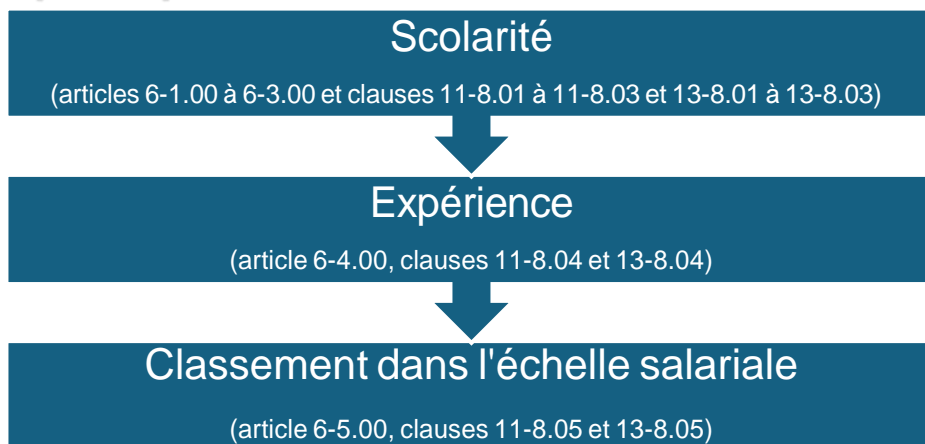 Scolarité
(articles 6-1.00 à 6-3.00 et clauses 11-8.01 à 11-8.03 et 13-8.01 à 13-8.03)
Expérience
(article 6-4.00, clauses 11-8.04 et 13-8.04)
Classement dans l'échelle salariale
(article 6-5.00, clauses 11-8.05 et 13-8.05)